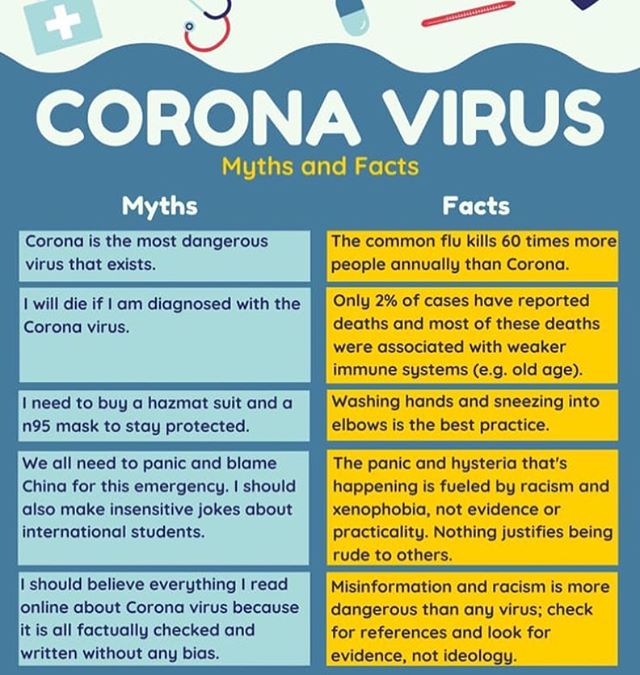 CORONA VIRUS
Myths and Facts
Myths
Facts
Corona is the most dangerous
virus that exists.
The common flu kills 60 times more
people annually than Corona.
I will die if I am diagnosed with the
Corona virus.
Only 2% of cases have reported
deaths and most of these deaths
were associated with weaker
immune systems (e.g. old age).
I need to buy a hazmat suit and a
n95 mask to stay protected.
Washing hands and sneezing into
elbows is the best practice.
We all need to panic and blame
China for this emergency. I should
also make insensitive jokes about
international students.
The panic and hysteria that's
happening is fueled by racism and
xenophobia, not evidence or
practicality. Nothing justifies being
rude to others.
I should believe everything I read
online about Corona virus because
it is all factually checked and
written without any bias.
Misinformation and racism is more
dangerous than any virus; check
for references and look for
evidence, not ideology.